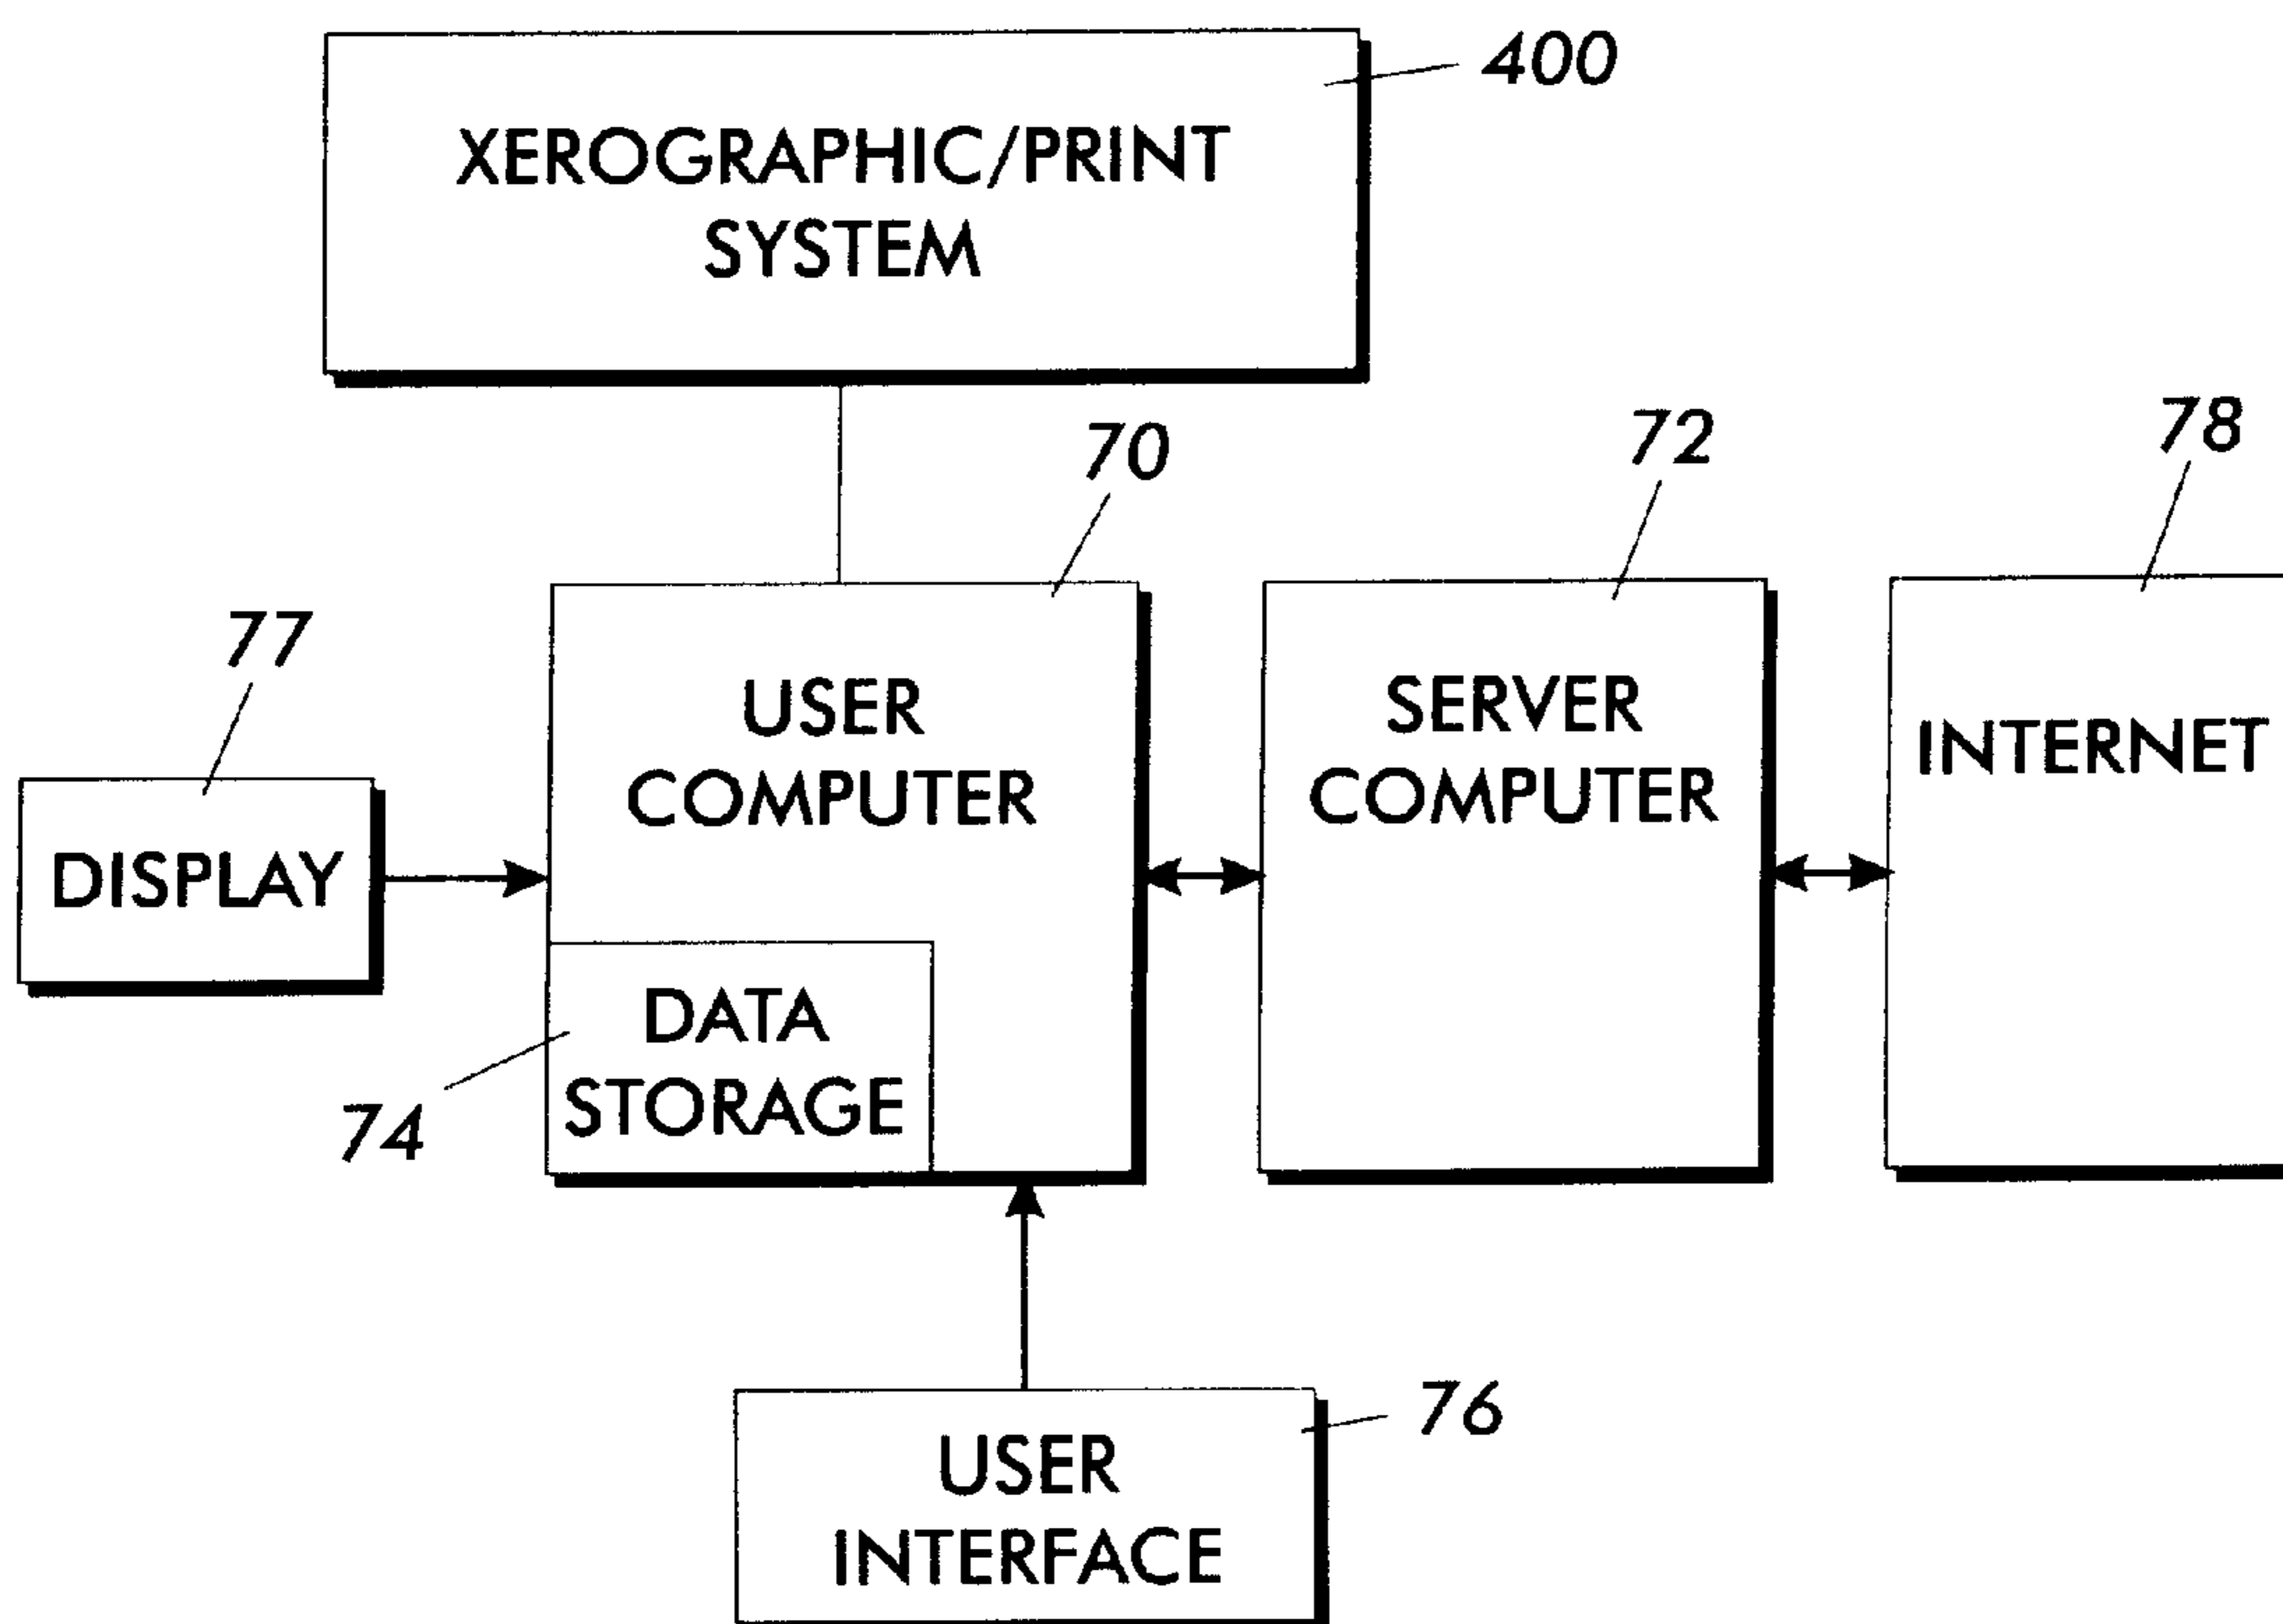 400
XEROGRAPHIC/PRINT
SYSTEM
70
72
78
77
USER
COMPUTER
SERVER
COMPUTER
INTERNET
DISPLAY
DATA
STORAGE
74
76
USER
INTERFACE